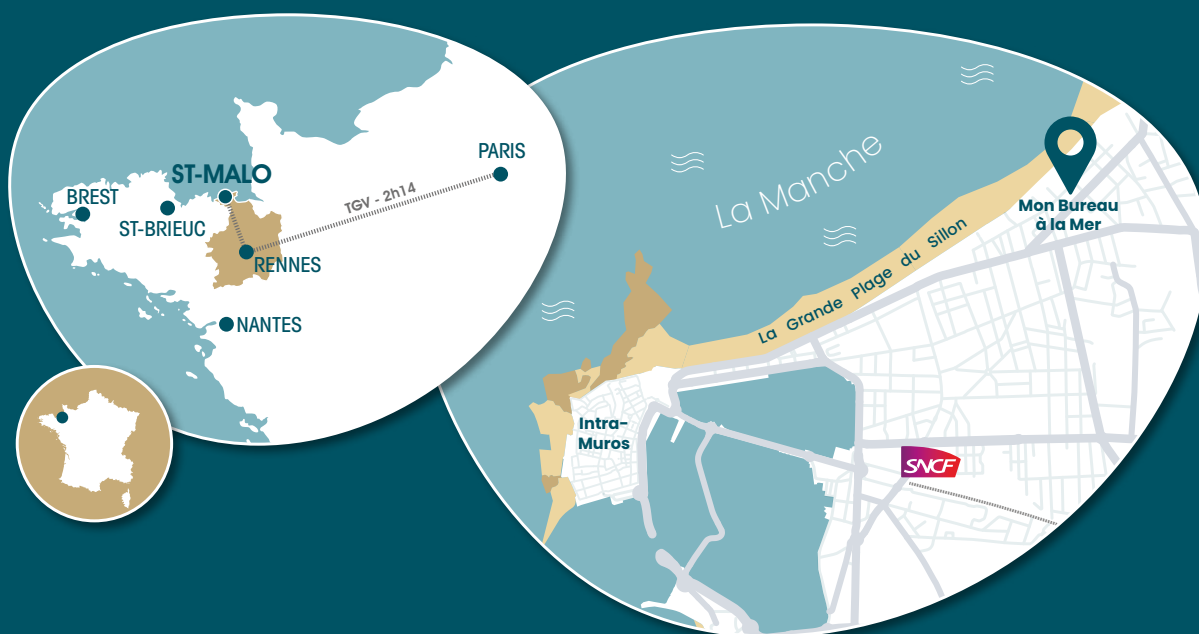 ST-MALO
BREST
ST-BRIEUC
PARIS
TGV - 2h14
RENNES
NANTES
La Manche
Mon Bureau
à la Mer
La Grande Plage du Sillon
Intra-
Muros
SNCF